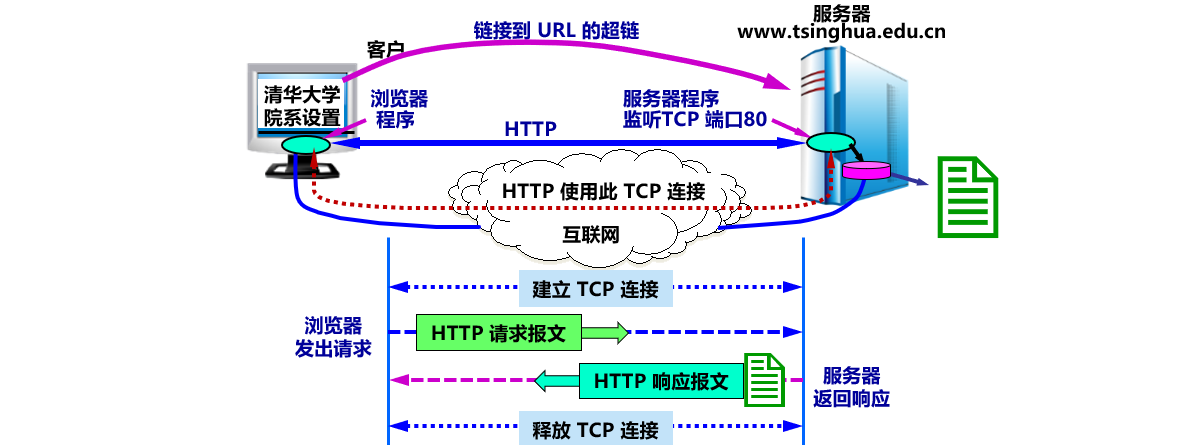 服务器
www.tsinghua.edu.cn
链接到 URL 的超链
客户
清华大学
院系设置
浏览器
程序
服务器程序
监听TCP 端口80
HTTP
HTTP 使用此 TCP 连接
互联网
建立 TCP 连接
浏览器
发出请求
HTTP 请求报文
HTTP 响应报文
服务器
返回响应
释放 TCP 连接